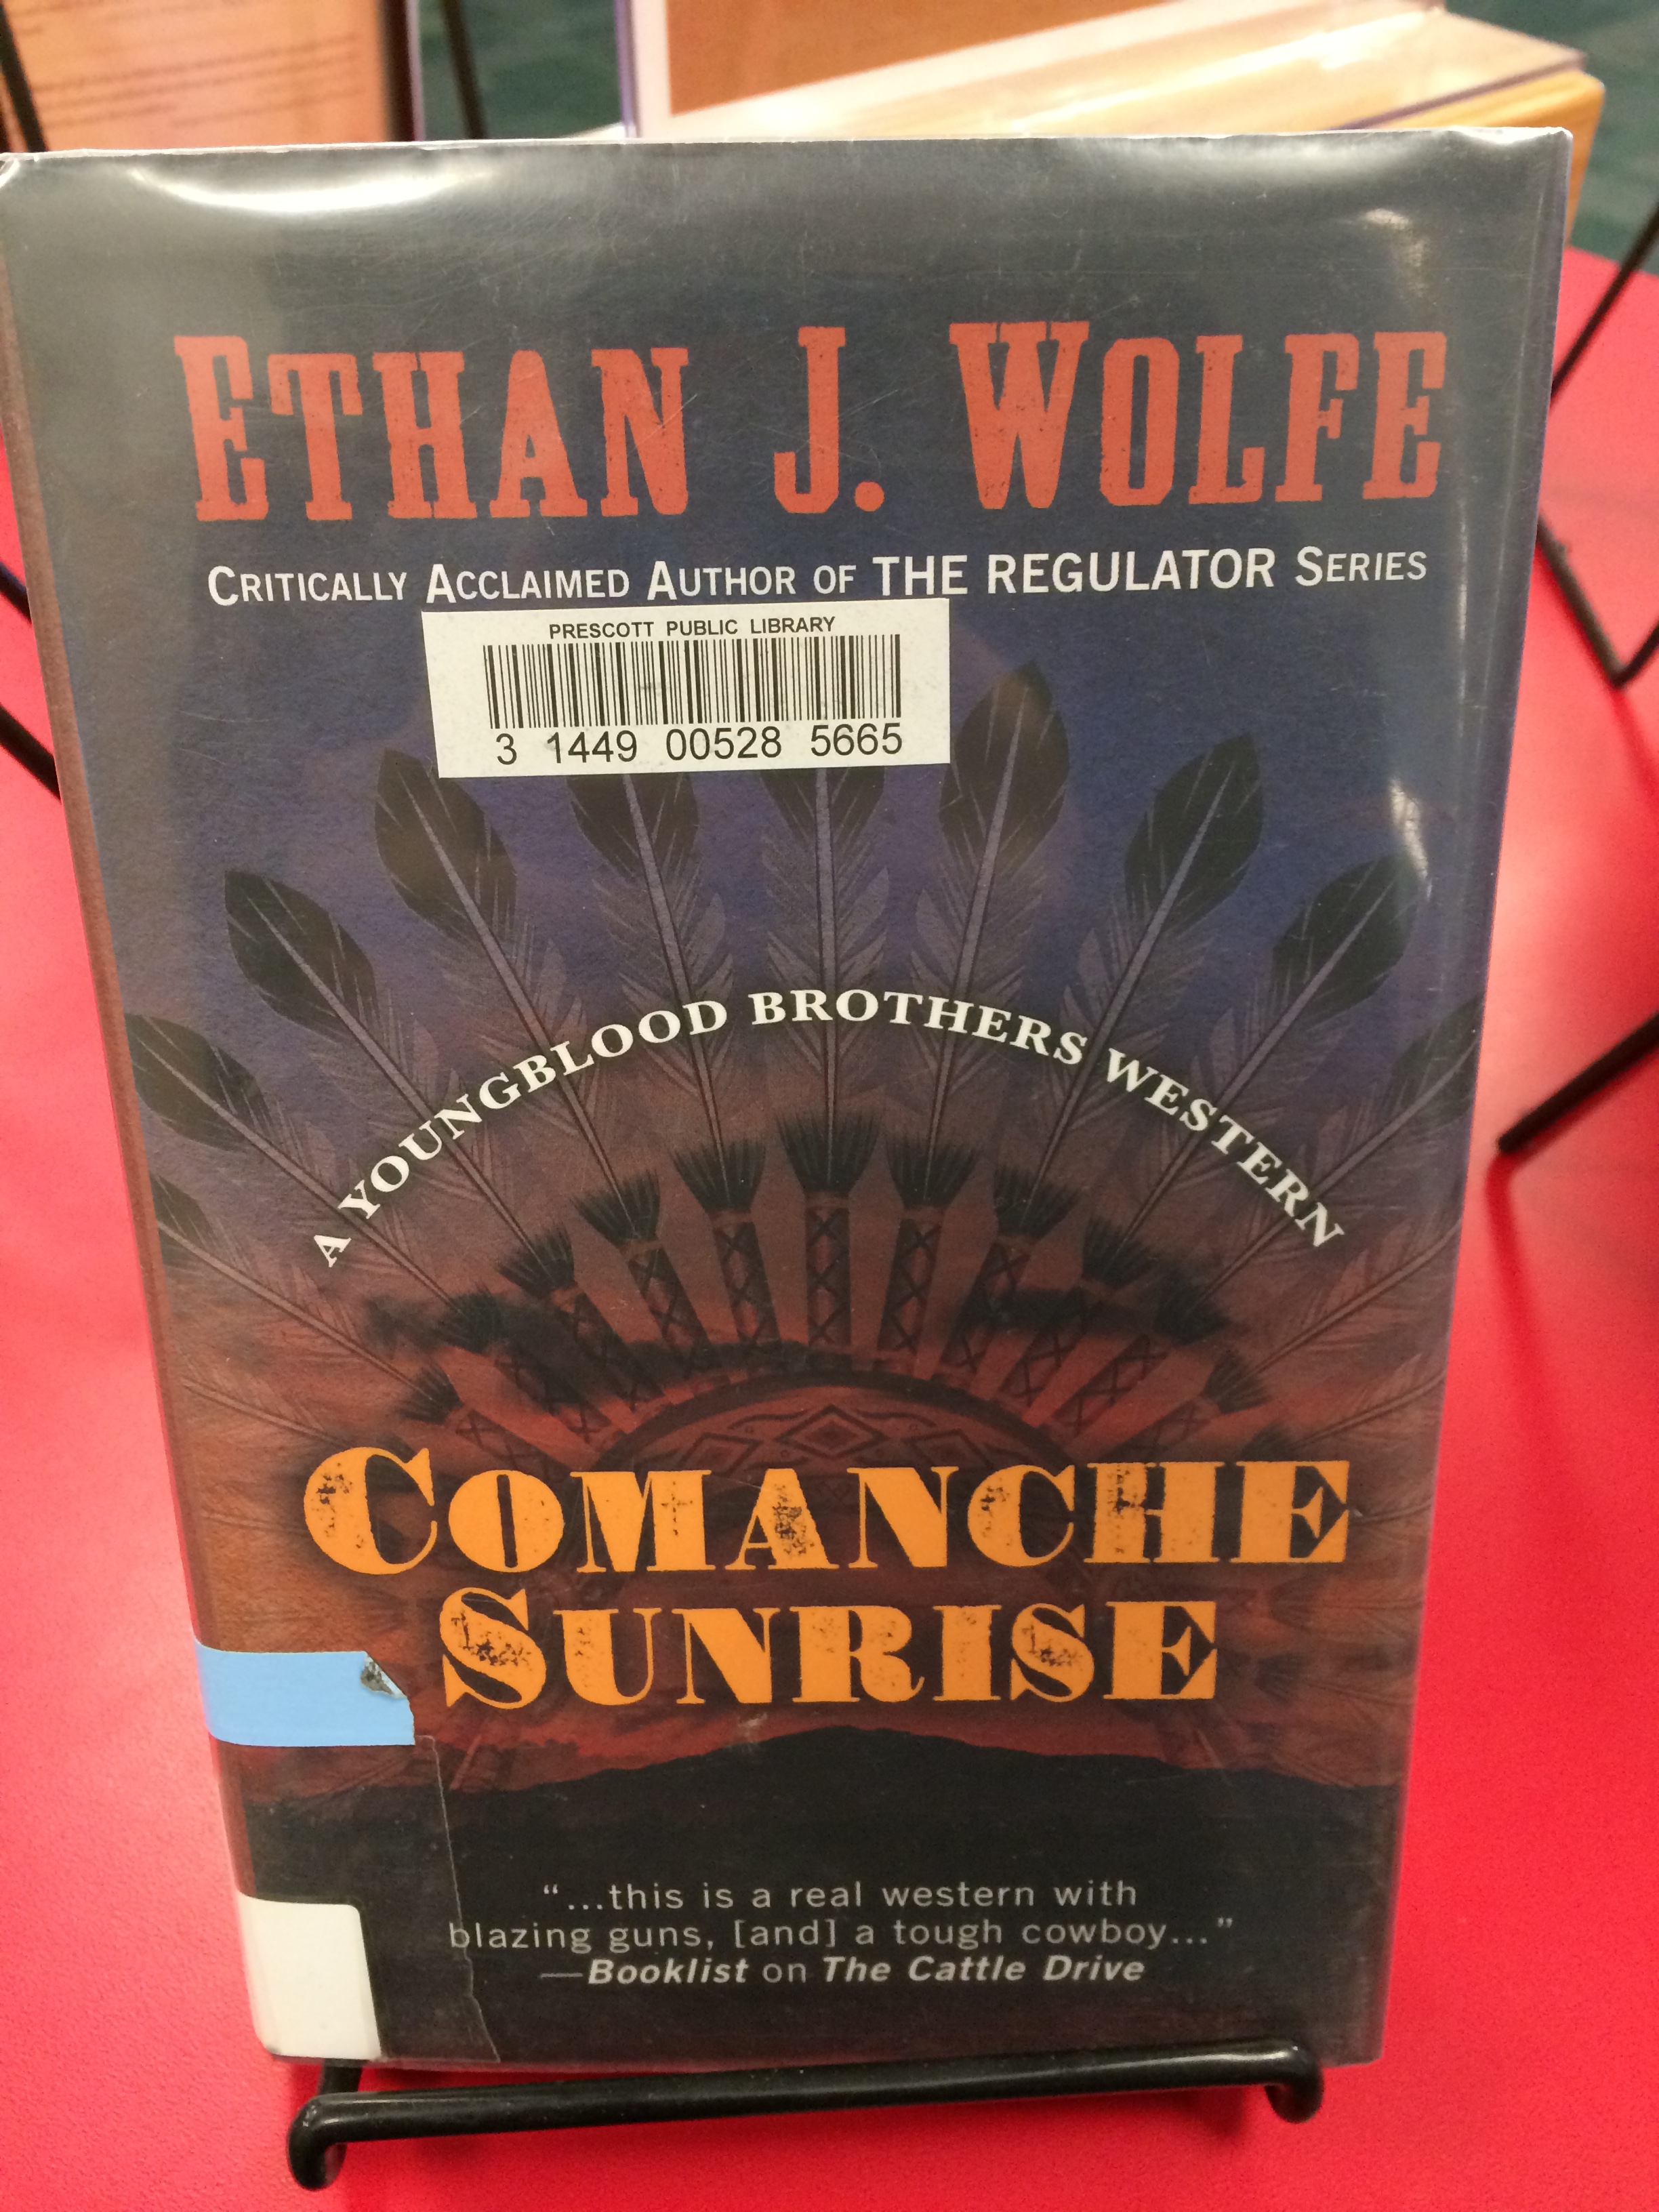 ETHAN J. WOLFE
CRITICALLY ACCLAIMED AUTHOR OF THE REGULATOR SERIES
PRESCOTT PUBLIC LIBRARY
3 1449 00528 5665
A YOUNGBLOOD BROTHERS WESTERN
COMANCHE
SUNRISE
“...this is a real western with
blazing guns, [and] a tough cowboy...”
—Booklist on The Cattle Drive